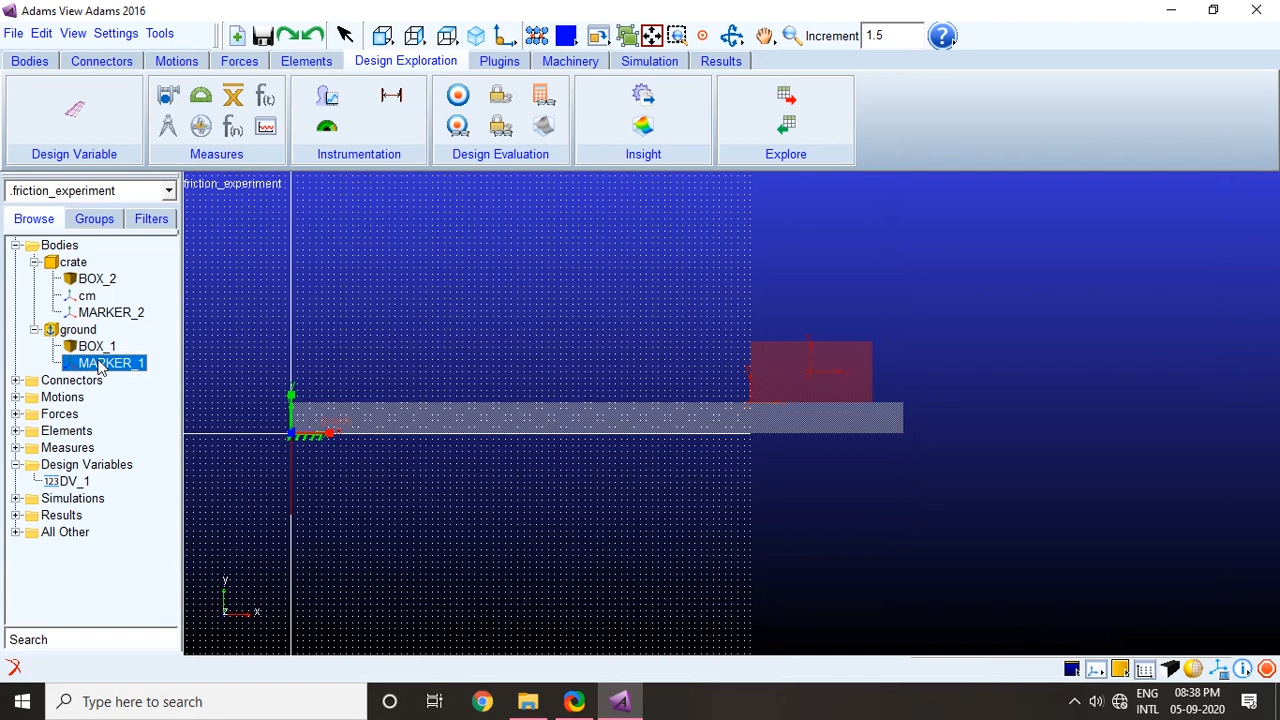 Adams View Adams 2016
File Edit View Settings Tools
Increment 1.5
Bodies Connectors Motions Forces Elements Design Exploration Plugins Machinery Simulation Results
f(t)
f(n)
Design Variable Measures Instrumentation Design Evaluation Insight Explore
.friction_experiment
friction_experiment
Browse Groups Filters
Bodies
crate
BOX_2
cm
MARKER_2
ground
BOX_1
MARKER_1
Connectors
Motions
Forces
Elements
Measures
Design Variables
123 DV_1
Simulations
Results
All Other
y
z x
Search
Type here to search
ENG 08:38 PM
INTL 05-09-2020